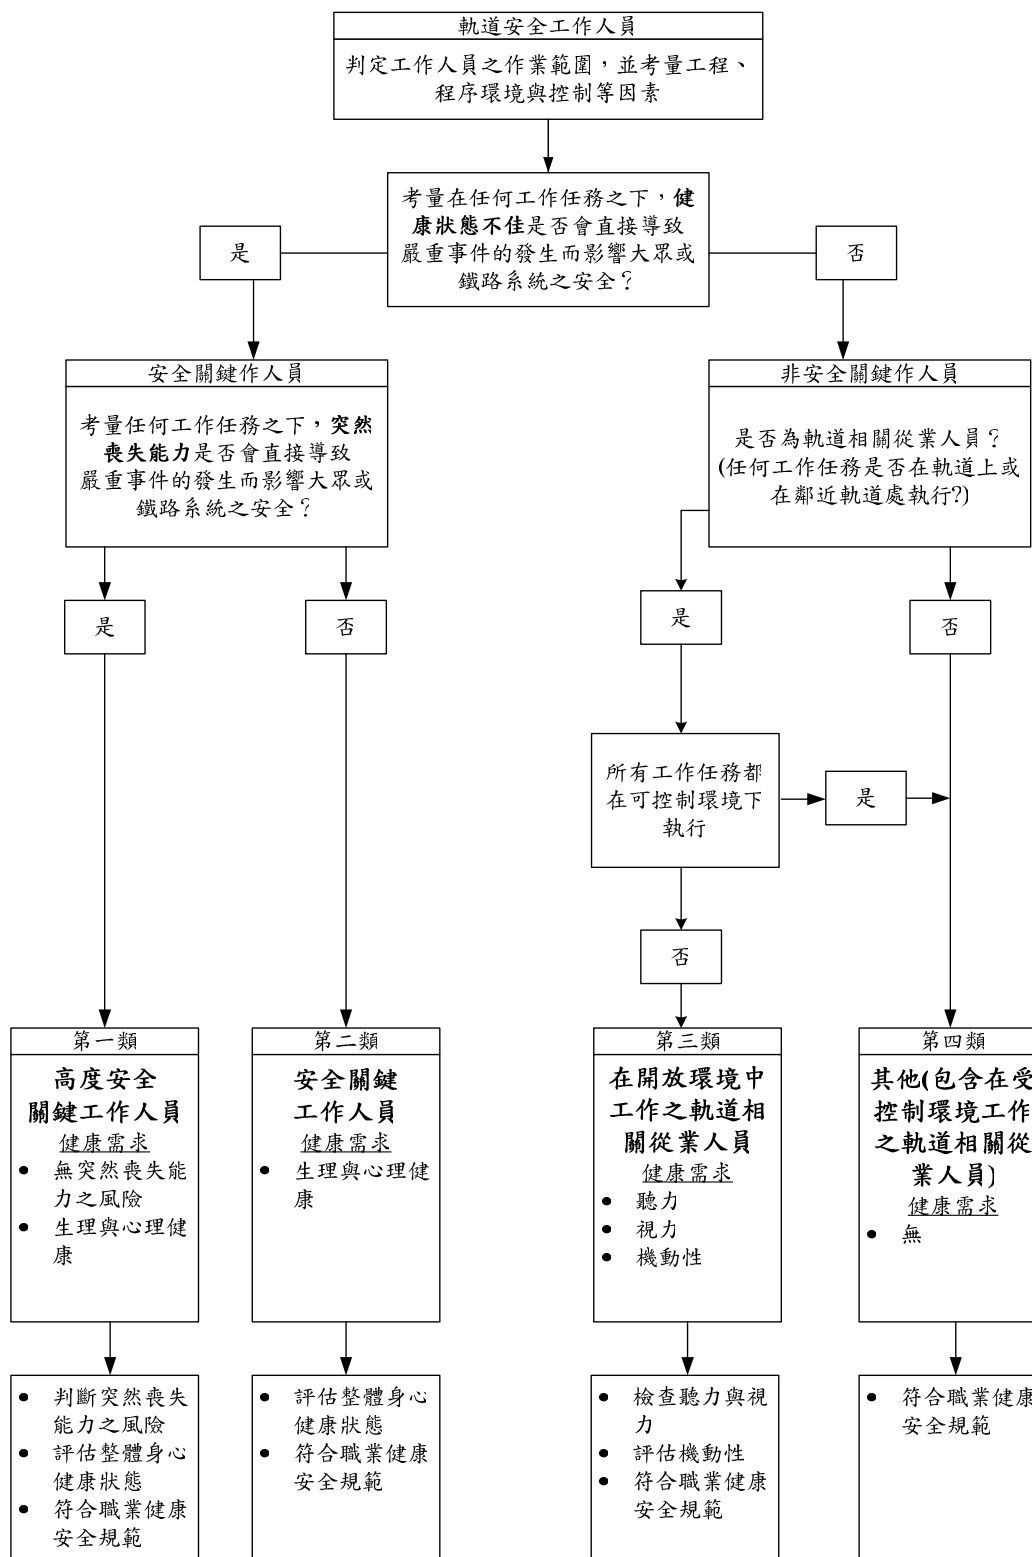 軌道安全工作人員
判定工作人員之作業範圍，並考量工程、
程序環境與控制等因素
考量在任何工作任務之下，健
康狀態不佳是否會直接導致
嚴重事件的發生而影響大眾或
鐵路系統之安全？
是
否
安全關鍵作人員
考量任何工作任務之下，突然
喪失能力是否會直接導致
嚴重事件的發生而影響大眾或
鐵路系統之安全？
非安全關鍵作人員
是否為軌道相關從業人員？
(任何工作任務是否在軌道上或
在鄰近軌道處執行?)
是
否
是
否
所有工作任務都
在可控制環境下
執行
是
否
第一類
高度安全
關鍵工作人員
健康需求
● 無突然喪失能
力之風險
● 生理與心理健
康
第二類
安全關鍵
工作人員
健康需求
● 生理與心理健
康
第三類
在開放環境中
工作之軌道相
關從業人員
健康需求
● 聽力
● 視力
● 機動性
第四類
其他(包含在受
控制環境工作
之軌道相關從
業人員)
健康需求
● 無
● 判斷突然喪失
能力之風險
● 評估整體身心
健康狀態
● 符合職業健康
安全規範
● 評估整體身心
健康狀態
● 符合職業健康
安全規範
● 檢查聽力與視
力
● 評估機動性
● 符合職業健康
安全規範
● 符合職業健康
安全規範